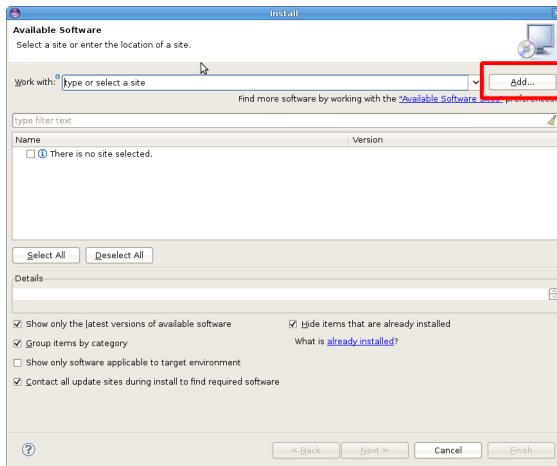 Install
Available Software
Select a site or enter the location of a site.
Work with: type or select a site
Add...
Find more software by working with the "Available Software Sites" preferences.
type filter text
Name Version
There is no site selected.
Select All Deselect All
Details
Show only the latest versions of available software
Hide items that are already installed
Group items by category
What is already installed?
Show only software applicable to target environment
Contact all update sites during install to find required software
< Back Next > Cancel Finish